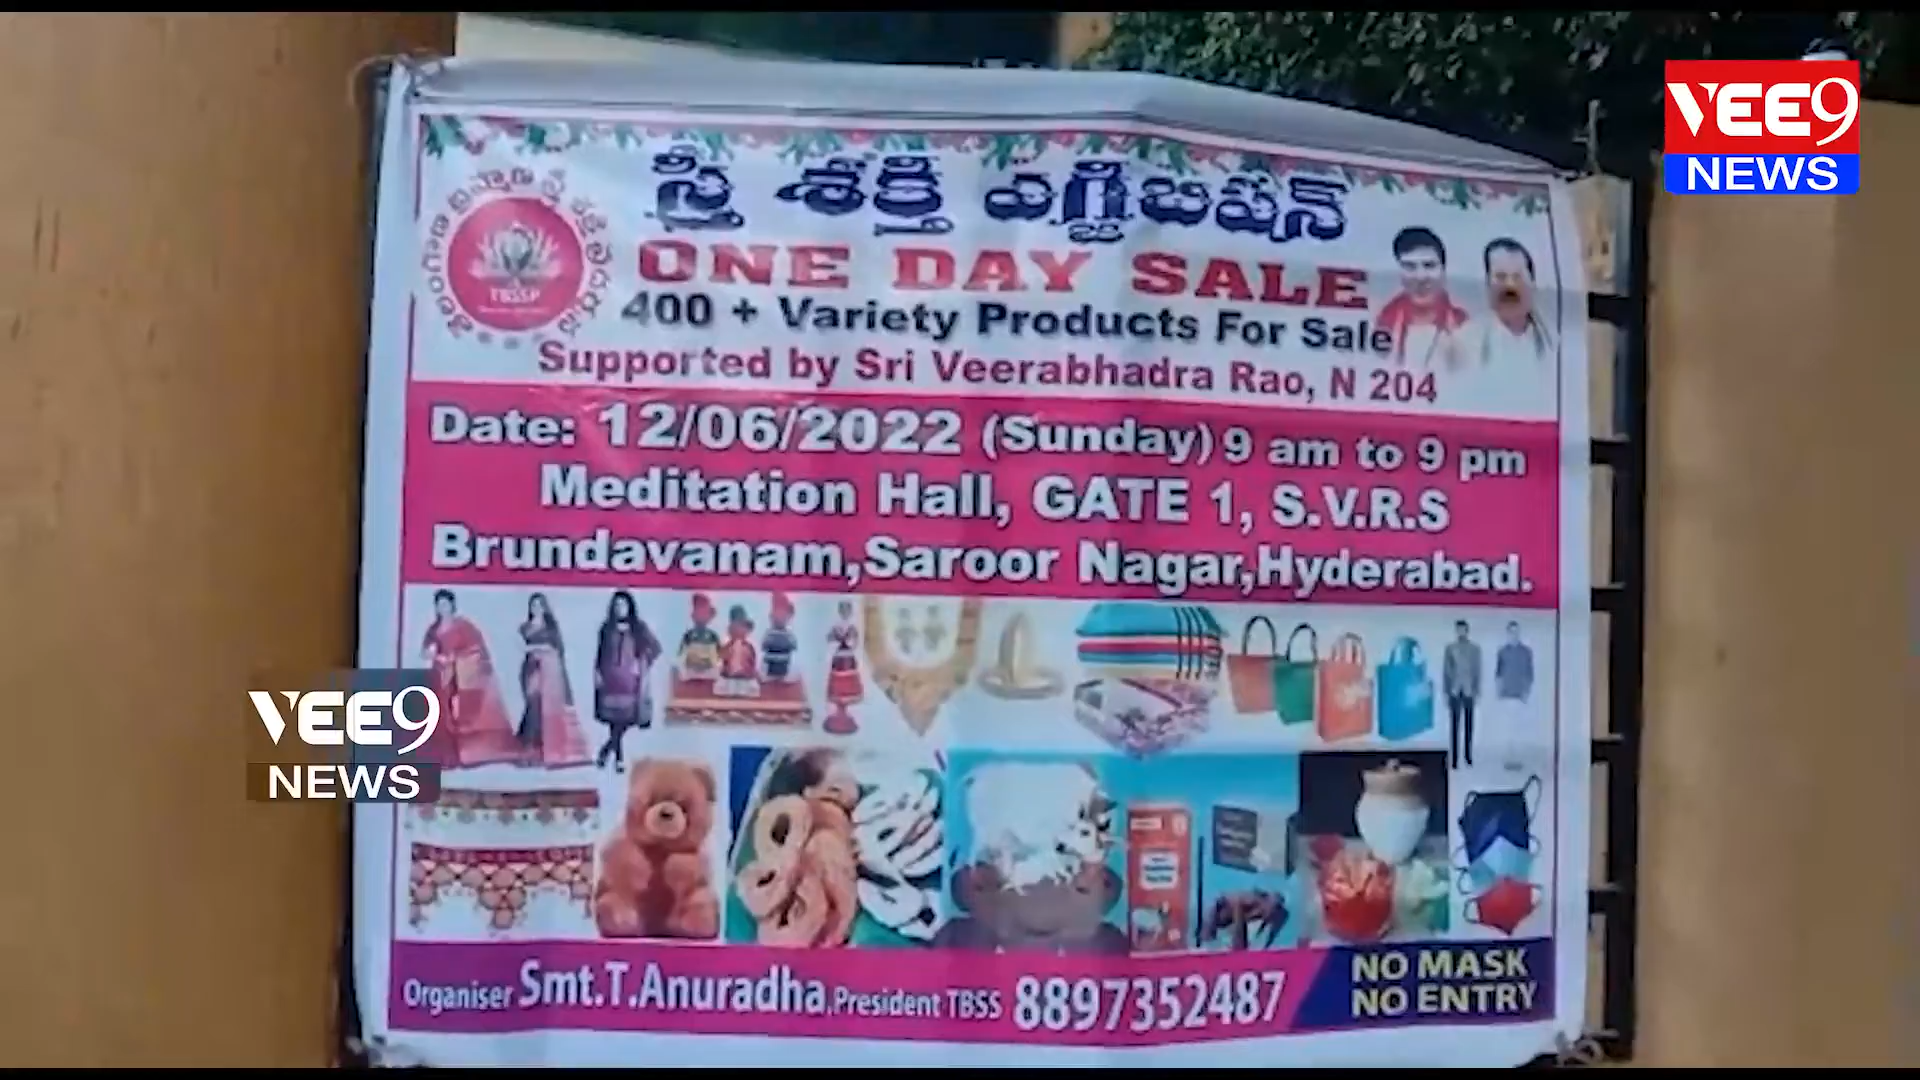 VEE9
NEWS
స్త్రీ శక్తి ఎగ్జిబిషన్
ONE DAY SALE
400 + Variety Products For Sale
Supported by Sri Veerabhadra Rao, N 204
TBSSP
Date: 12/06/2022 (Sunday) 9 am to 9 pm
Meditation Hall, GATE 1, S.V.R.S
Brundavanam,Saroor Nagar,Hyderabad.
VEE9
NEWS
Organiser Smt.T.Anuradha.President TBSS 8897352487
NO MASK
NO ENTRY